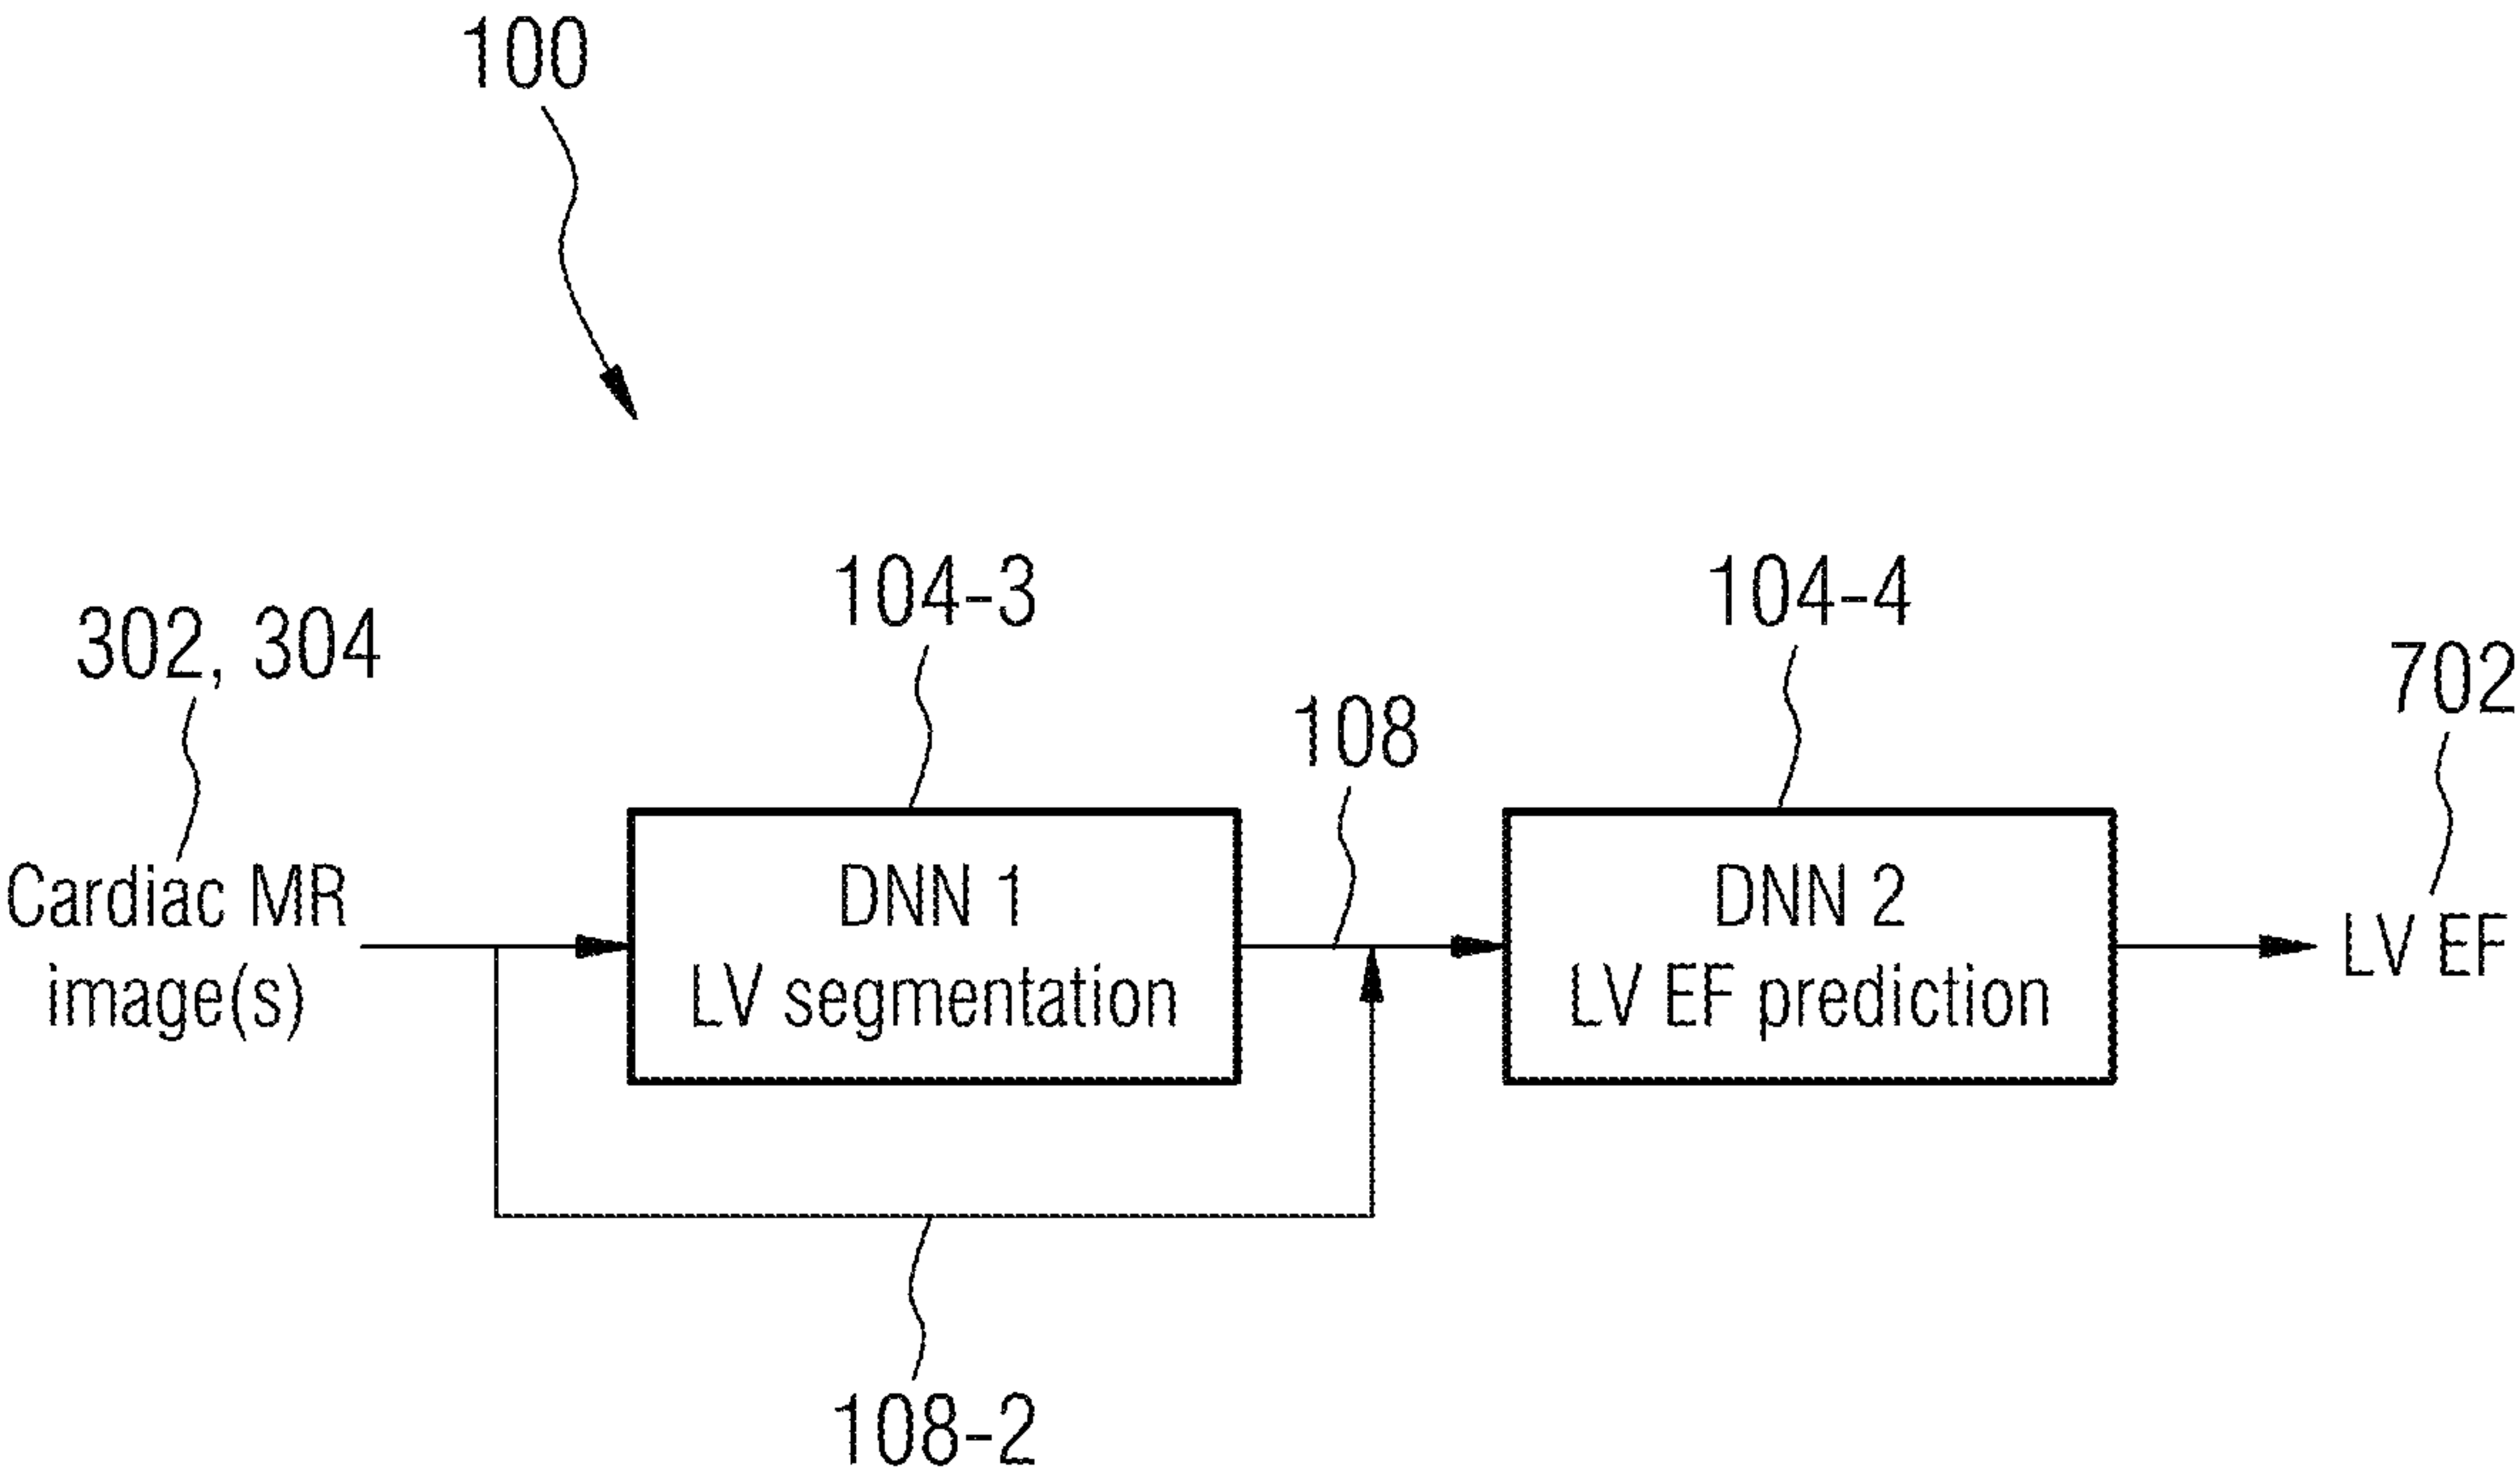 100
104-3
104-4
302, 304
702
108
Cardiac MR
image(s)
DNN 1
LV segmentation
DNN 2
LV EF prediction
LV EF
108-2